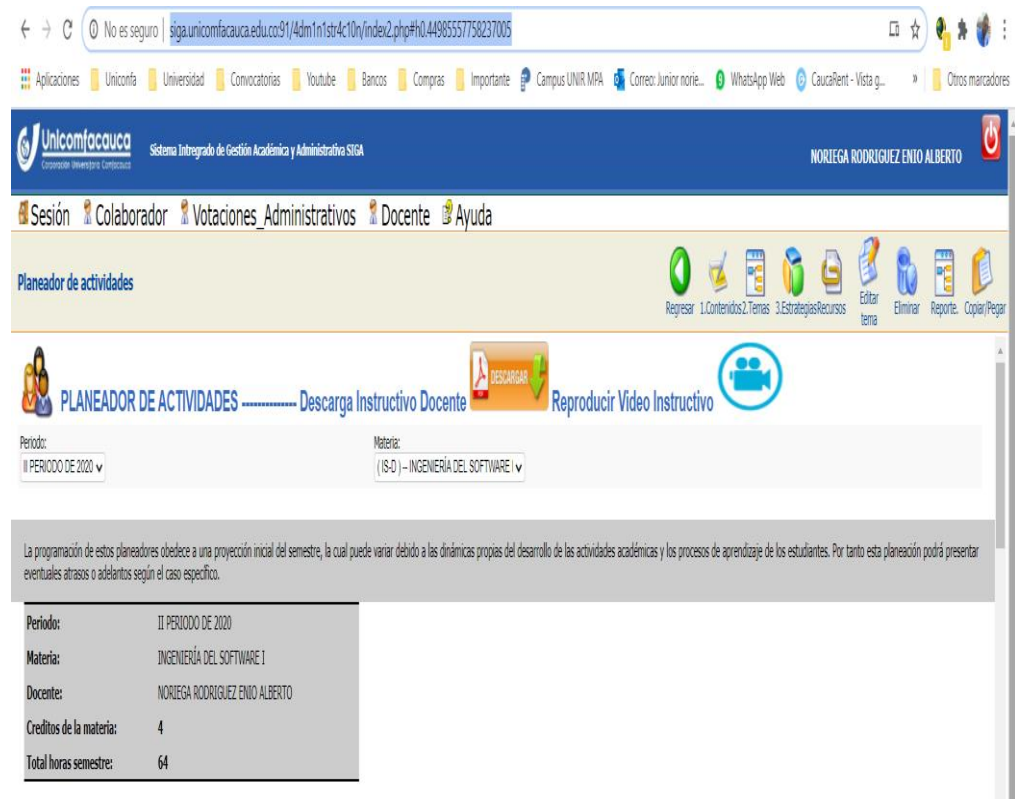 No es seguro | siga.unicomfacauca.edu.co:91/4dm1n1str4c10n/index2.php#h0.44985557758237005
Aplicaciones Uniconfa Universidad Convocatorias Youtube Bancos Compras Importante Campus UNIR MPA Correo: Junior norie... WhatsApp Web CaucaRent - Vista g... » Otros marcadores
Unicomfacauca
Corporación Universitaria Comfacauca
Sistema Intregrado de Gestión Académica y Administrativa SIGA
NORIEGA RODRIGUEZ ENIO ALBERTO
Sesión Colaborador Votaciones_Administrativos Docente Ayuda
Planeador de actividades
Regresar 1.Contenidos 2.Temas 3.Estrategias Recursos Editar tema Eliminar Reporte. Copiar/Pegar
PLANEADOR DE ACTIVIDADES -------------- Descarga Instructivo Docente DESCARGAR Reproducir Video Instructivo
Periodo: Materia:
II PERIODO DE 2020 ( IS-D ) – INGENIERÍA DEL SOFTWARE I
La programación de estos planeadores obedece a una proyección inicial del semestre, la cual puede variar debido a las dinámicas propias del desarrollo de las actividades académicas y los procesos de aprendizaje de los estudiantes. Por tanto esta planeación podrá presentar
eventuales atrasos o adelantos según el caso específico.
Periodo: II PERIODO DE 2020
Materia: INGENIERÍA DEL SOFTWARE I
Docente: NORIEGA RODRIGUEZ ENIO ALBERTO
Creditos de la materia: 4
Total horas semestre: 64